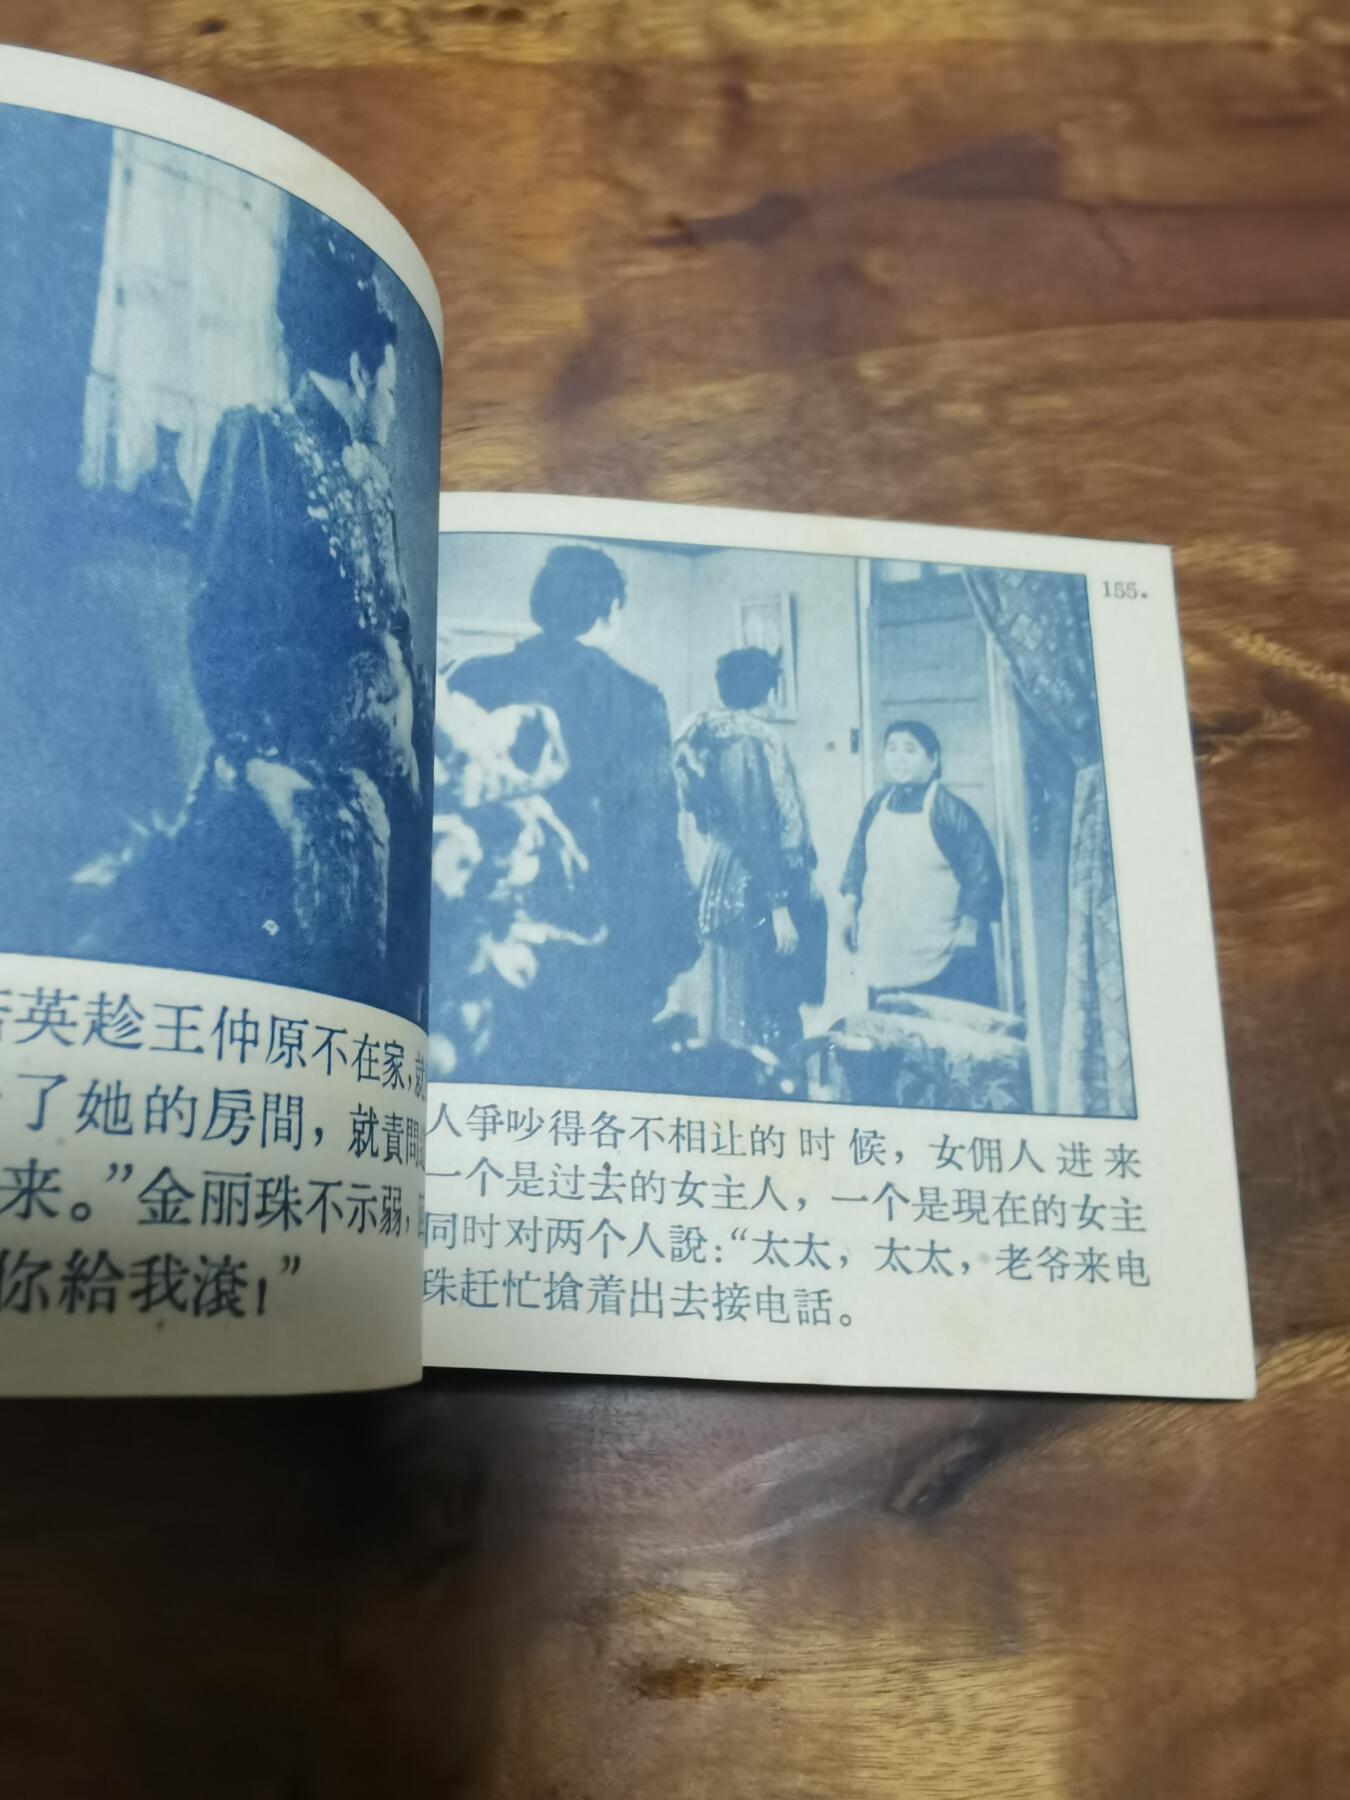 英趁王仲原不在家，就
了她的房間，就責問
来。”金丽珠不示弱，
你給我滾！”
155.
人爭吵得各不相让的时候，女佣人进来
一个是过去的女主人，一个是現在的女主
同时对两个人說：“太太，太太，老爷来电
珠赶忙搶着出去接电話。